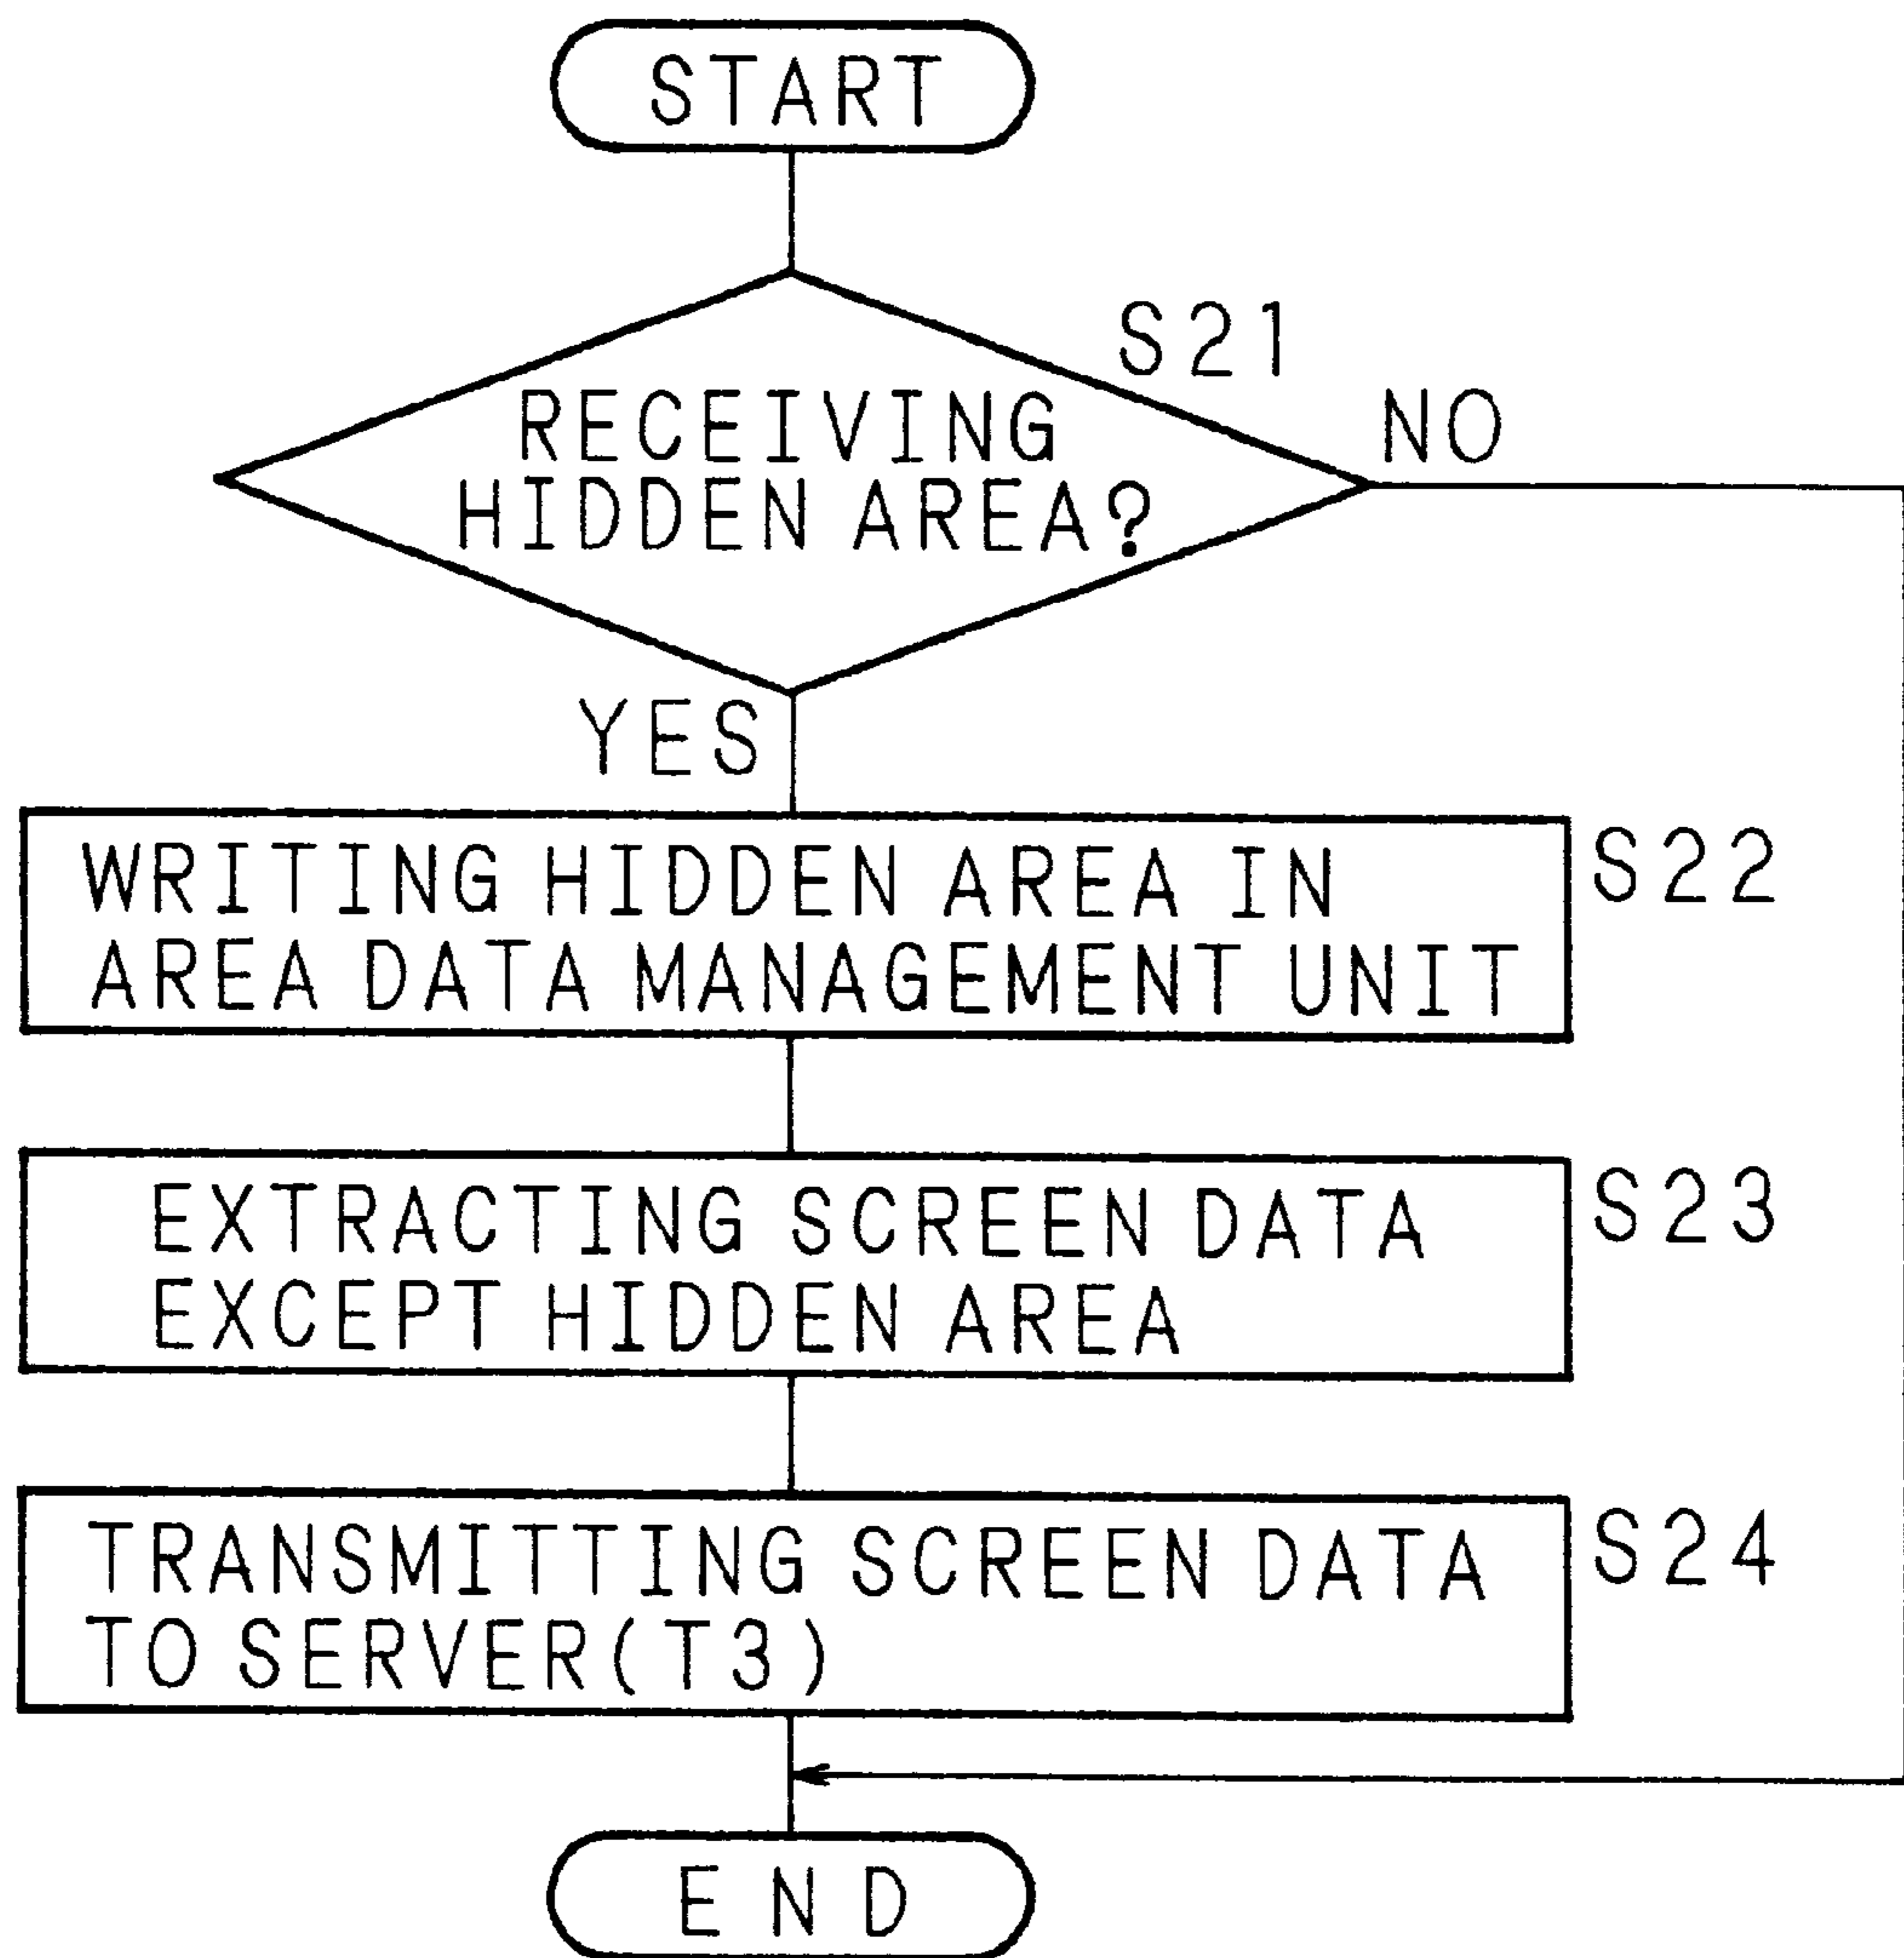 START
S21
RECEIVING
HIDDEN AREA?
NO
YES
WRITING HIDDEN AREA IN
AREA DATA MANAGEMENT UNIT
S22
EXTRACTING SCREEN DATA
EXCEPT HIDDEN AREA
S23
TRANSMITTING SCREEN DATA
TO SERVER(T3)
S24
END